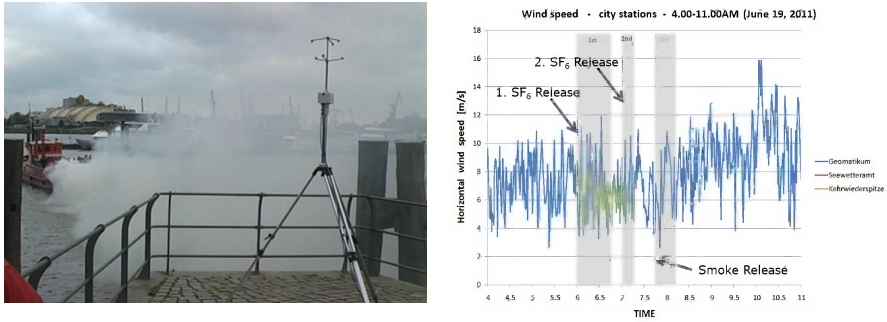 Wind speed - city stations - 4.00-11.00AM (June 19, 2011)
18
16
14
12
10
8
6
4
2
0
Horizontal wind speed [m/s]
1st
2nd
2. SF6 Release
1. SF6 Release
Smoke Release
Geomatikum
Seewetteramt
Kehrwiederspitze
4 4.5 5 5.5 6 6.5 7 7.5 8 8.5 9 9.5 10 10.5 11
TIME